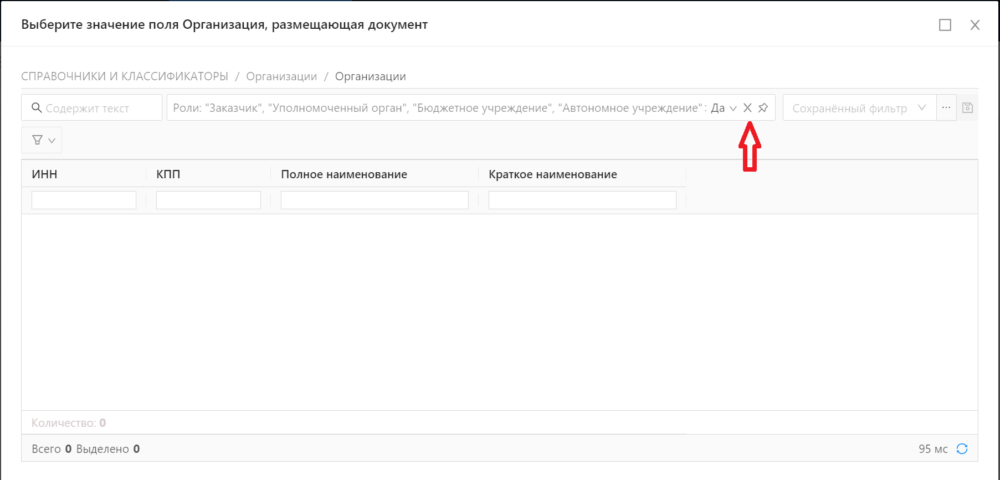 Выберите значение поля Организация, размещающая документ
СПРАВОЧНИКИ И КЛАССИФИКАТОРЫ / Организации / Организации
Содержит текст Роли: "Заказчик", "Уполномоченный орган", "Бюджетное учреждение", "Автономное учреждение": Да Сохранённый фильтр ...
ИНН КПП Полное наименование Краткое наименование
Количество: 0
Всего 0 Выделено 0 95 мс